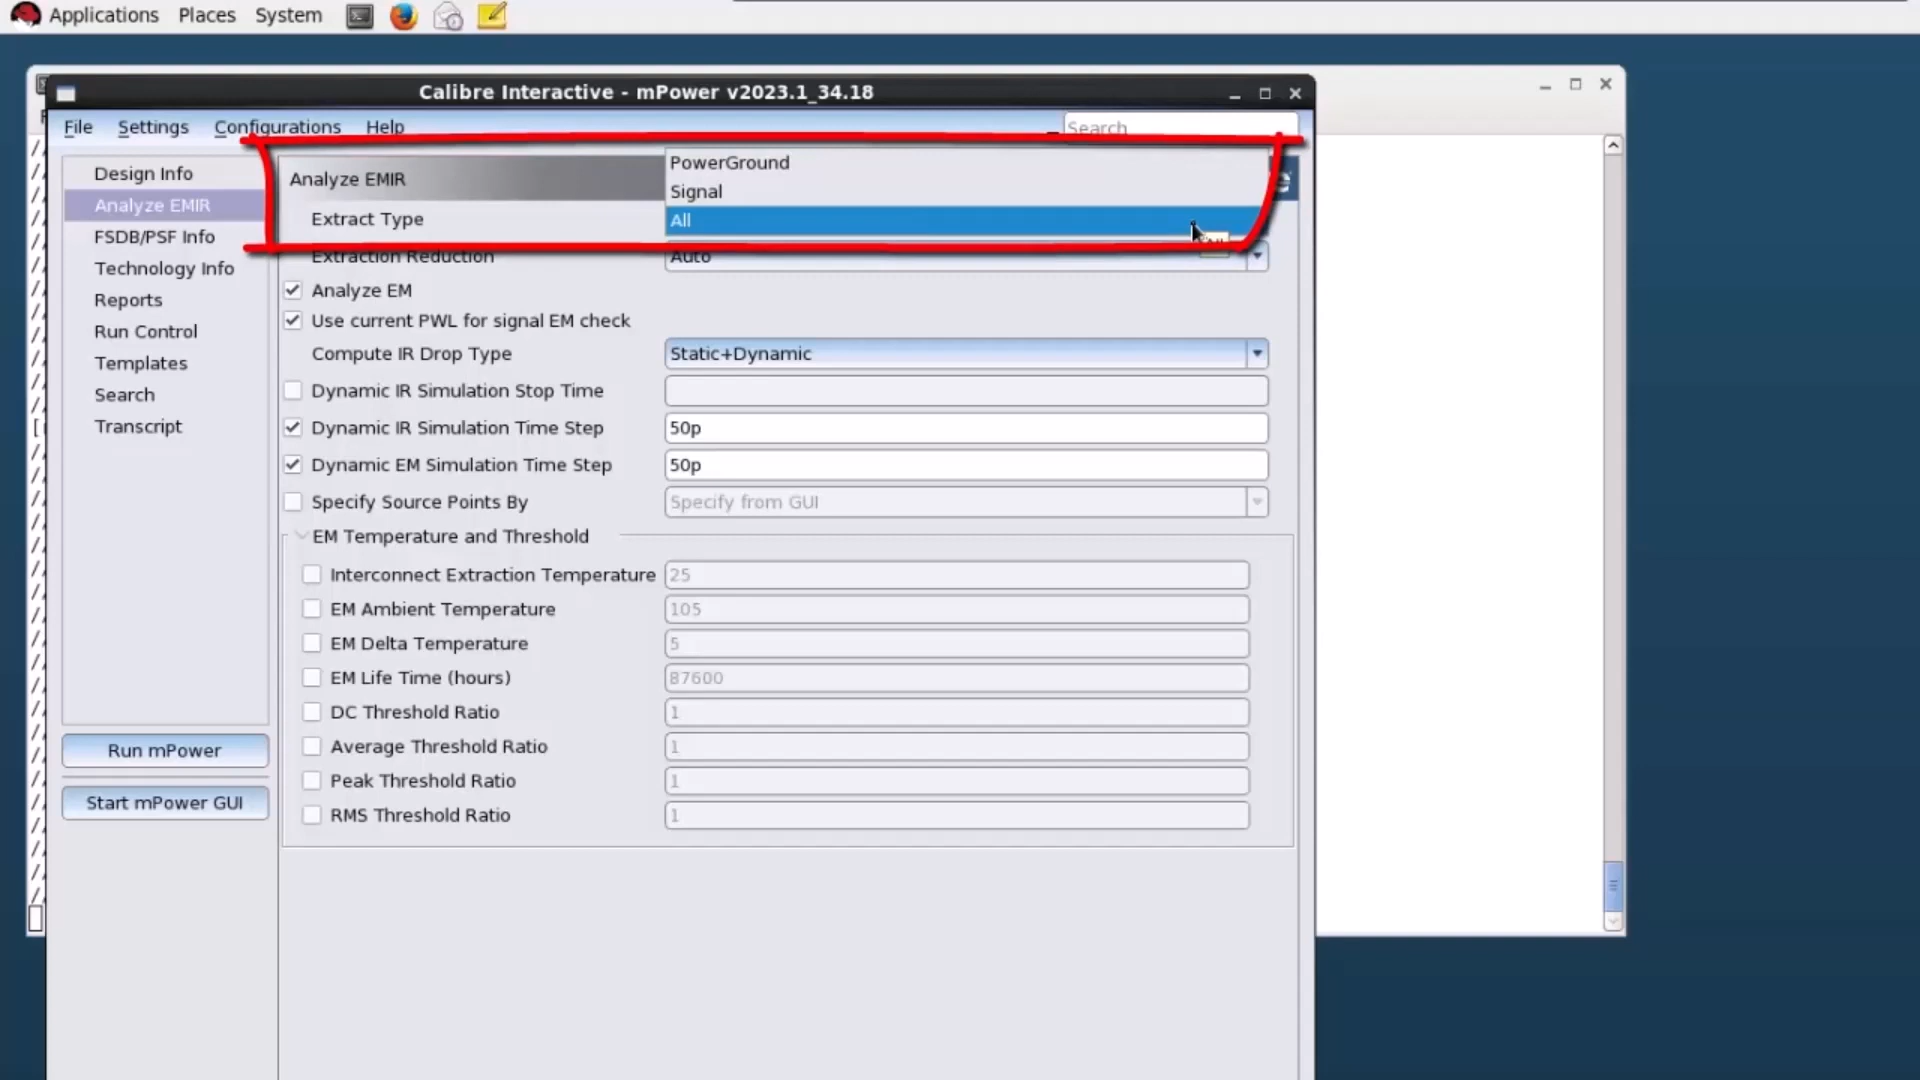 Applications Places System
Calibre Interactive - mPower v2023.1_34.18
File Settings Configurations Help
Search
Design Info
Analyze EMIR
FSDB/PSF Info
Technology Info
Reports
Run Control
Templates
Search
Transcript
Run mPower
Start mPower GUI
Analyze EMIR
PowerGround
Signal
Extract Type All
Extraction Reduction Auto
Analyze EM
Use current PWL for signal EM check
Compute IR Drop Type Static+Dynamic
Dynamic IR Simulation Stop Time
Dynamic IR Simulation Time Step 50p
Dynamic EM Simulation Time Step 50p
Specify Source Points By Specify from GUI
EM Temperature and Threshold
Interconnect Extraction Temperature 25
EM Ambient Temperature 105
EM Delta Temperature 5
EM Life Time (hours) 87600
DC Threshold Ratio 1
Average Threshold Ratio 1
Peak Threshold Ratio 1
RMS Threshold Ratio 1